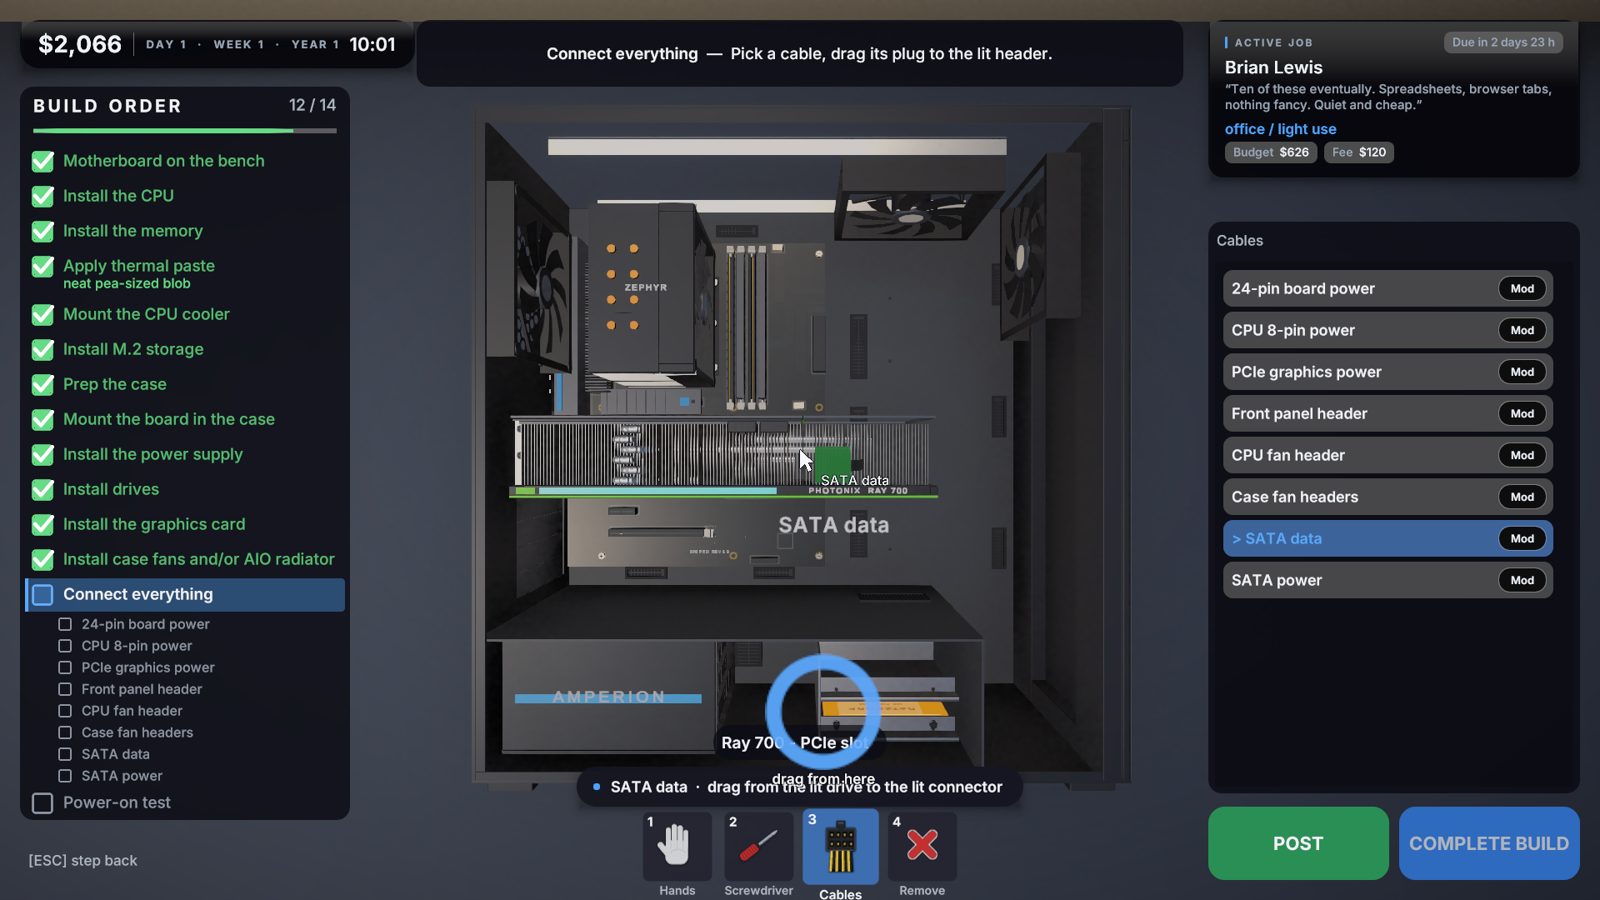 $2,066 DAY 1 · WEEK 1 · YEAR 1 10:01
Connect everything — Pick a cable, drag its plug to the lit header.
ACTIVE JOB Due in 2 days 23 h
Brian Lewis
“Ten of these eventually. Spreadsheets, browser tabs,
nothing fancy. Quiet and cheap.”
office / light use
Budget $626 Fee $120
BUILD ORDER 12 / 14
Motherboard on the bench
Install the CPU
Install the memory
Apply thermal paste
neat pea-sized blob
Mount the CPU cooler
Install M.2 storage
Prep the case
Mount the board in the case
Install the power supply
Install drives
Install the graphics card
Install case fans and/or AIO radiator
Connect everything
24-pin board power
CPU 8-pin power
PCIe graphics power
Front panel header
CPU fan header
Case fan headers
SATA data
SATA power
Power-on test
[ESC] step back
ZEPHYR
SATA data
PHOTONIX RAY 700
SATA data
AMPERION
Ray 700 - PCIe slot
drag from here
SATA data · drag from the lit drive to the lit connector
1 2 3 4
Hands Screwdriver Cables Remove
Cables
24-pin board power Mod
CPU 8-pin power Mod
PCIe graphics power Mod
Front panel header Mod
CPU fan header Mod
Case fan headers Mod
> SATA data Mod
SATA power Mod
POST COMPLETE BUILD